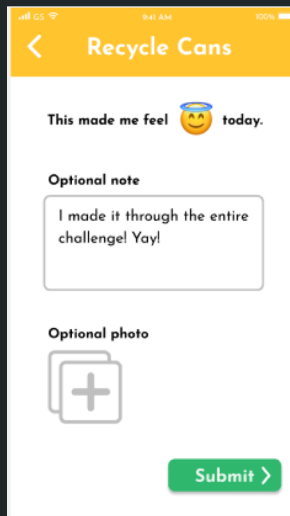 GS 9:41 AM 100%
Recycle Cans
This made me feel 😇 today.
Optional note
I made it through the entire
challenge! Yay!
Optional photo
Submit